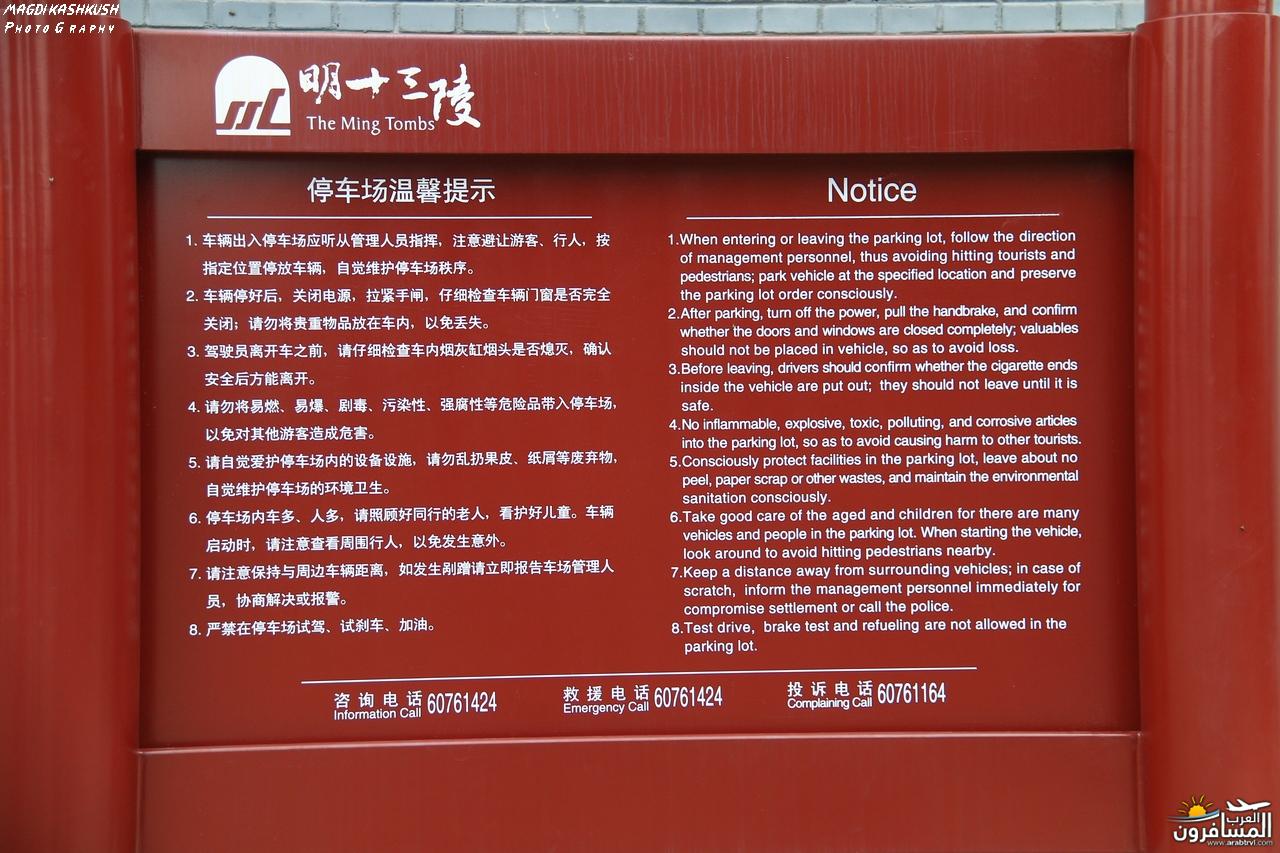 MAGDI KASHKUSH
PHOTOGRAPHY
明十三陵
The Ming Tombs
停车场温馨提示
1. 车辆出入停车场应听从管理人员指挥，注意避让游客、行人，按
指定位置停放车辆，自觉维护停车场秩序。
2. 车辆停好后，关闭电源，拉紧手闸，仔细检查车辆门窗是否完全
关闭；请勿将贵重物品放在车内，以免丢失。
3. 驾驶员离开车之前，请仔细检查车内烟灰缸烟头是否熄灭，确认
安全后方能离开。
4. 请勿将易燃、易爆、剧毒、污染性、强腐性等危险品带入停车场，
以免对其他游客造成危害。
5. 请自觉爱护停车场内的设备设施，请勿乱扔果皮、纸屑等废弃物，
自觉维护停车场的环境卫生。
6. 停车场内车多、人多，请照顾好同行的老人，看护好儿童。车辆
启动时，请注意查看周围行人，以免发生意外。
7. 请注意保持与周边车辆距离，如发生剐蹭请立即报告车场管理人
员，协商解决或报警。
8. 严禁在停车场试驾、试刹车、加油。
Notice
1.When entering or leaving the parking lot, follow the direction
of management personnel, thus avoiding hitting tourists and
pedestrians; park vehicle at the specified location and preserve
the parking lot order consciously.
2.After parking, turn off the power, pull the handbrake, and confirm
whether the doors and windows are closed completely; valuables
should not be placed in vehicle, so as to avoid loss.
3.Before leaving, drivers should confirm whether the cigarette ends
inside the vehicle are put out; they should not leave until it is
safe.
4.No inflammable, explosive, toxic, polluting, and corrosive articles
into the parking lot, so as to avoid causing harm to other tourists.
5.Consciously protect facilities in the parking lot, leave about no
peel, paper scrap or other wastes, and maintain the environmental
sanitation consciously.
6.Take good care of the aged and children for there are many
vehicles and people in the parking lot. When starting the vehicle,
look around to avoid hitting pedestrians nearby.
7.Keep a distance away from surrounding vehicles; in case of
scratch, inform the management personnel immediately for
compromise settlement or call the police.
8.Test drive, brake test and refueling are not allowed in the
parking lot.
咨询电话 60761424
Information Call
救援电话 60761424
Emergency Call
投诉电话 60761164
Complaining Call
العرب
المسافرون
www.arabtrvl.com